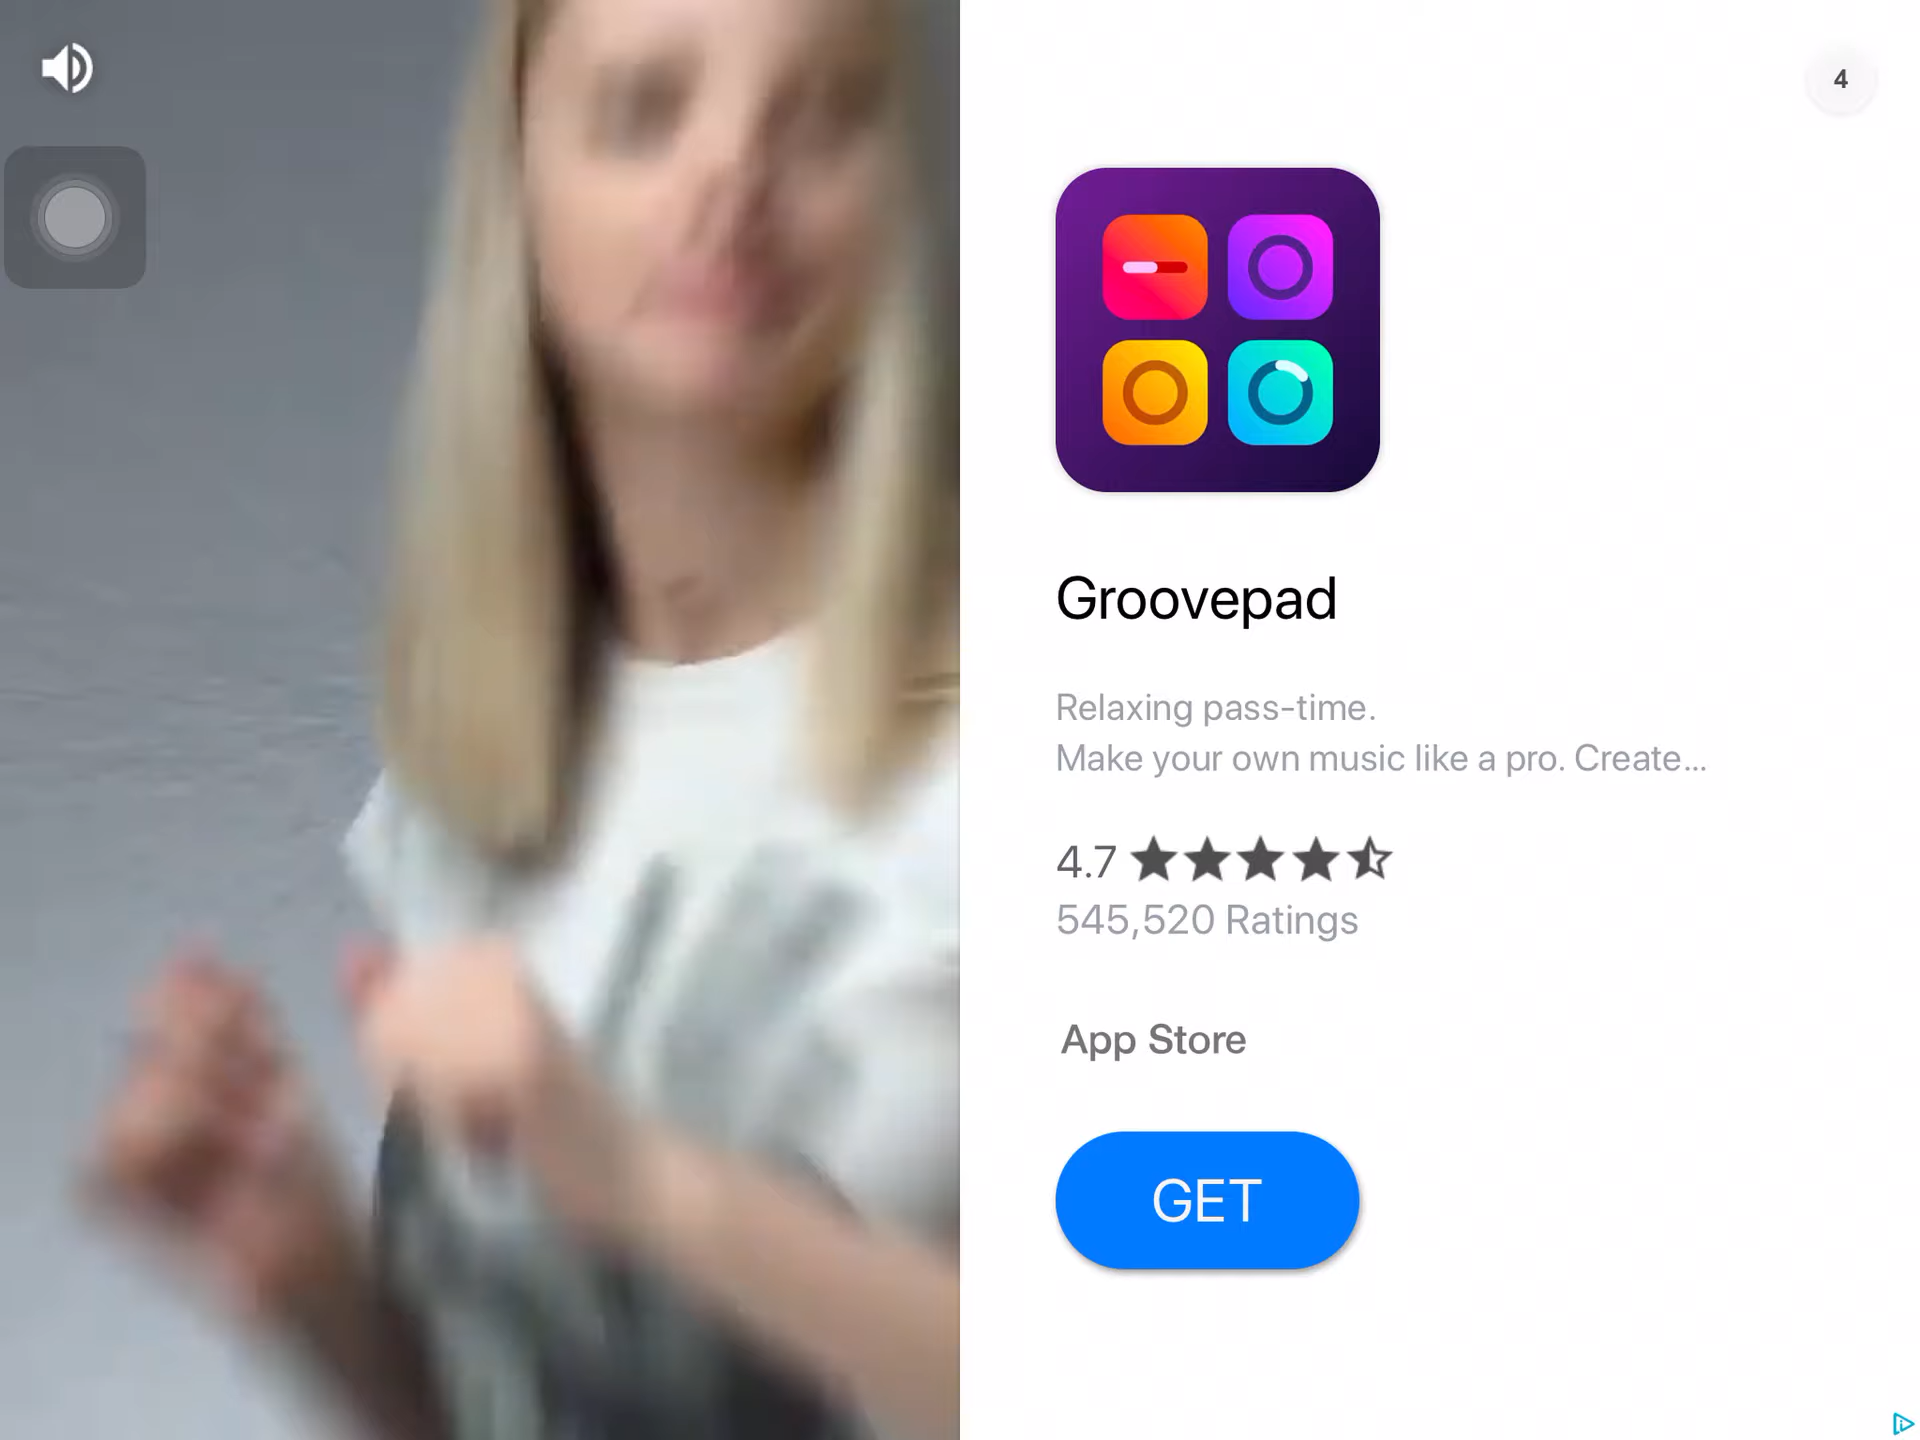 4
Groovepad
Relaxing pass-time.
Make your own music like a pro. Create...
4.7
545,520 Ratings
App Store
GET